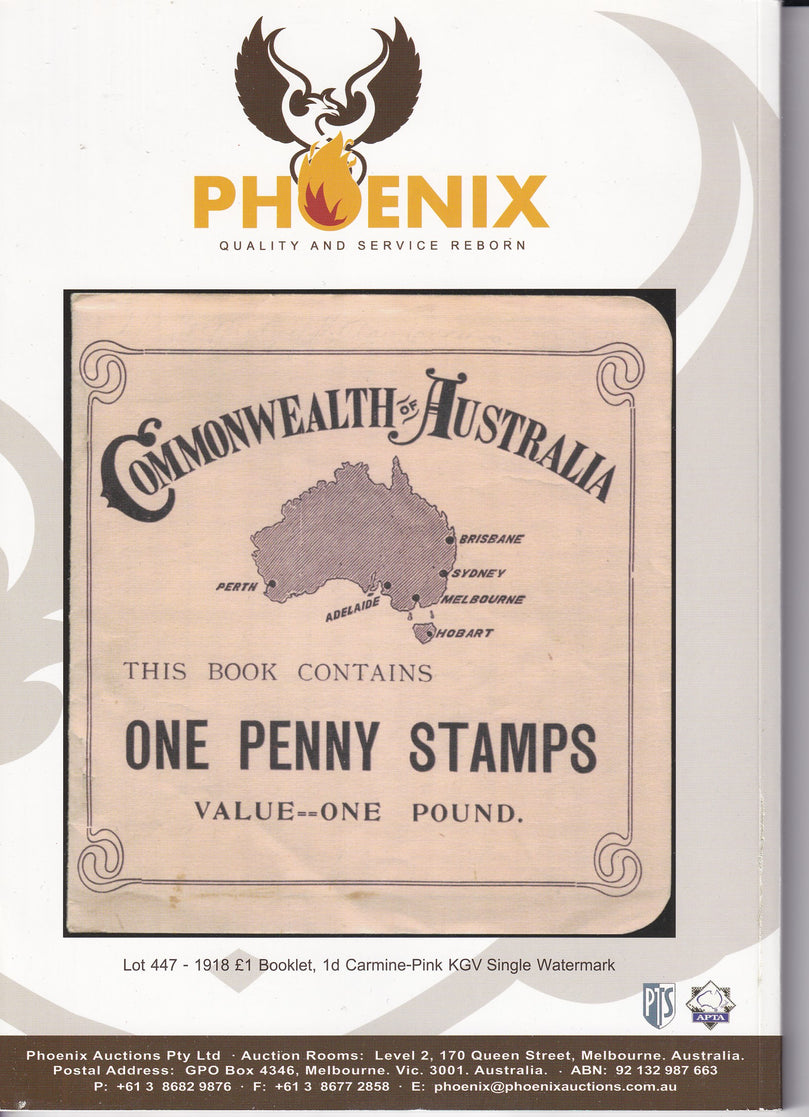 PHOENIX
QUALITY AND SERVICE REBORN
COMMONWEALTH OF AUSTRALIA
BRISBANE
SYDNEY
PERTH
ADELAIDE
MELBOURNE
HOBART
THIS BOOK CONTAINS
ONE PENNY STAMPS
VALUE==ONE POUND.
Lot 447 - 1918 £1 Booklet, 1d Carmine-Pink KGV Single Watermark
PTS
APTA
Phoenix Auctions Pty Ltd · Auction Rooms: Level 2, 170 Queen Street, Melbourne. Australia.
Postal Address: GPO Box 4346, Melbourne. Vic. 3001. Australia. · ABN: 92 132 987 663
P: +61 3 8682 9876 · F: +61 3 8677 2858 · E: phoenix@phoenixauctions.com.au